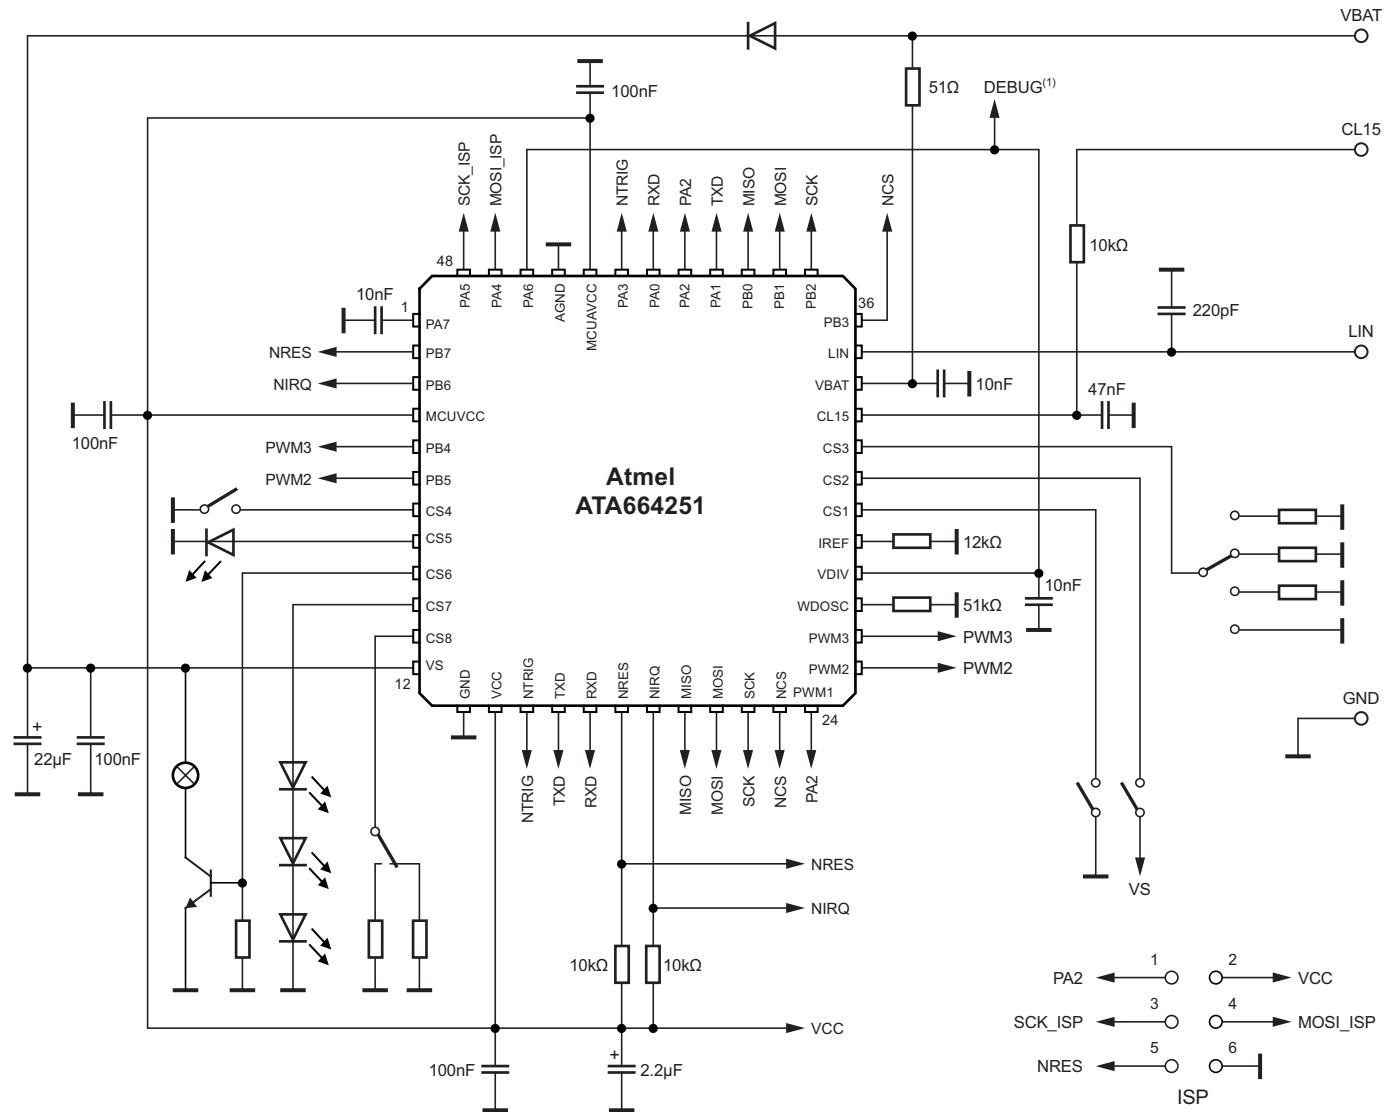 VBAT
100nF
51Ω
DEBUG(1)
CL15
SCK_ISP
MOSI_ISP
NTRIG
RXD
PA2
TXD
MISO
MOSI
SCK
NCS
10kΩ
48
PA5
PA4
PA6
AGND
MCUAVCC
PA3
PA0
PA2
PA1
PB0
PB1
PB2
36
10nF
1
PA7
PB3
220pF
NRES
PB7
LIN
LIN
NIRQ
PB6
VBAT
10nF
47nF
100nF
MCUVCC
CL15
PWM3
PB4
CS3
Atmel
ATA664251
PWM2
PB5
CS2
CS4
CS1
CS5
IREF
12kΩ
CS6
VDIV
10nF
CS7
WDOSC
51kΩ
CS8
PWM3
PWM3
VS
12
PWM2
PWM2
GND
VCC
NTRIG
TXD
RXD
NRES
NIRQ
MISO
MOSI
SCK
NCS
PWM1
24
GND
+
22µF
100nF
NTRIG
TXD
RXD
MISO
MOSI
SCK
NCS
PA2
NRES
VS
NIRQ
10kΩ
10kΩ
VCC
100nF
+
2.2µF
1
2
PA2
VCC
3
4
SCK_ISP
MOSI_ISP
5
6
NRES
ISP